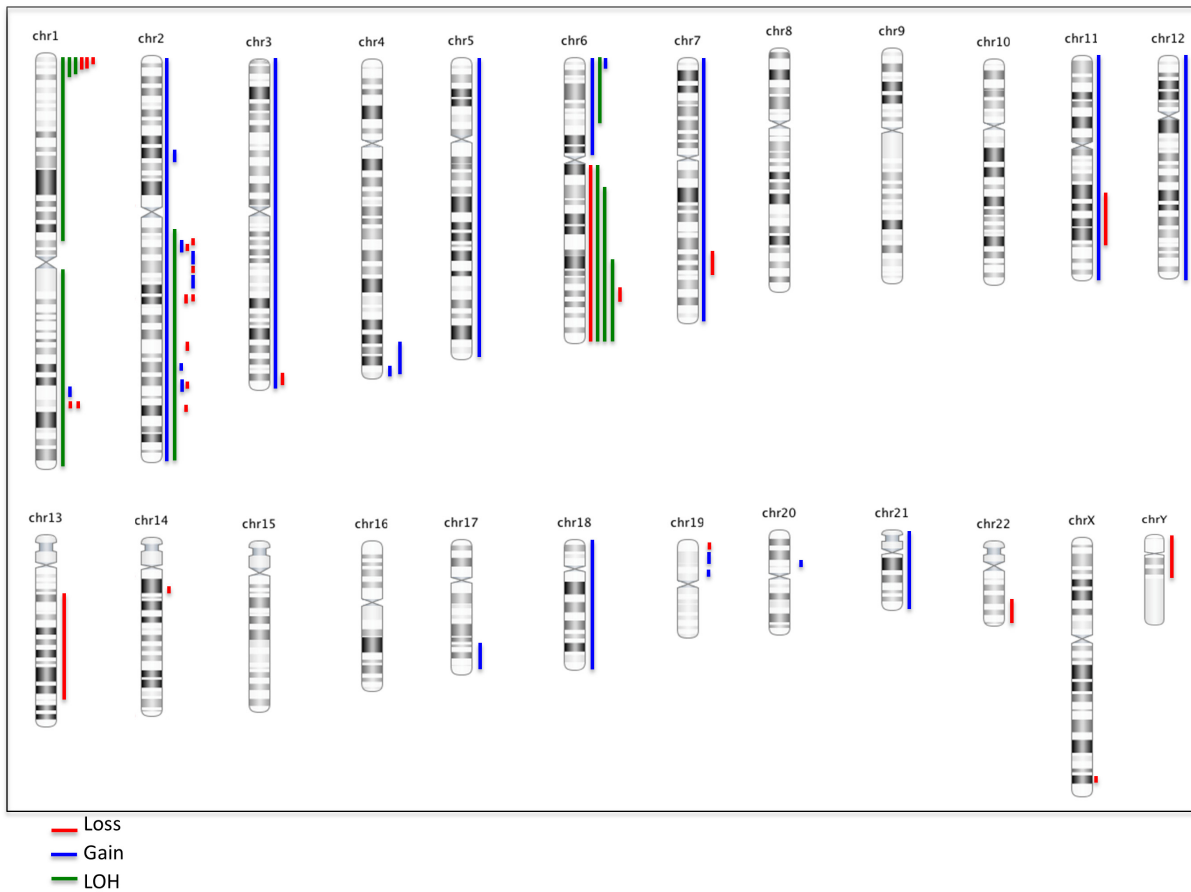 chr1 chr2 chr3 chr4 chr5 chr6 chr7 chr8 chr9 chr10 chr11 chr12
chr13 chr14 chr15 chr16 chr17 chr18 chr19 chr20 chr21 chr22 chrX chrY
Loss
Gain
LOH